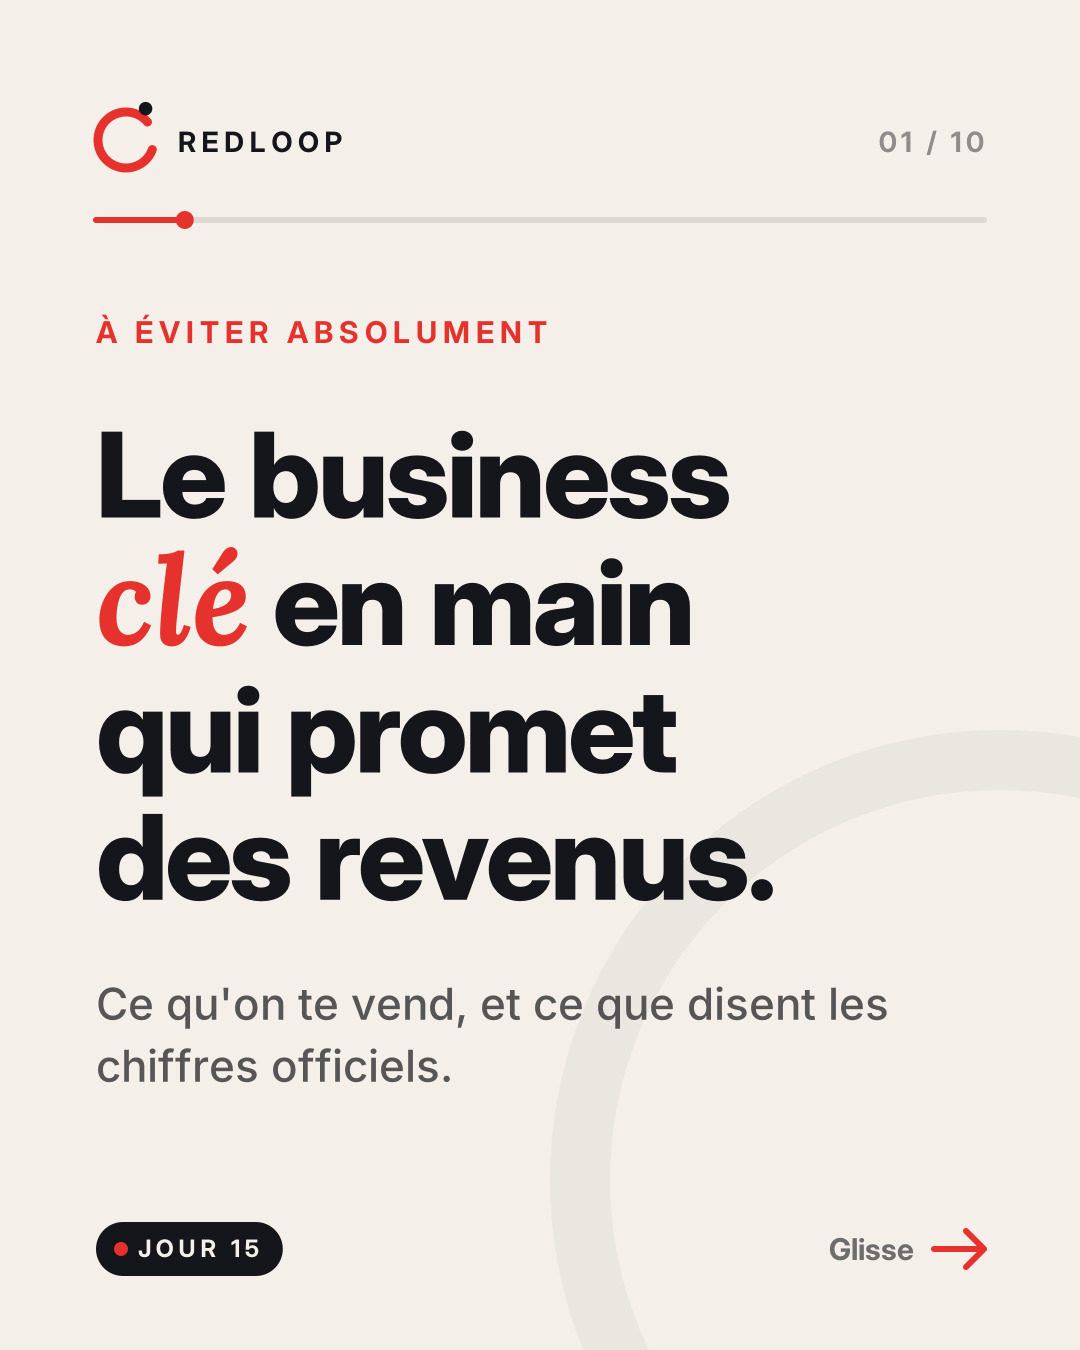 REDLOOP
01 / 10
À ÉVITER ABSOLUMENT
Le business
clé en main
qui promet
des revenus.
Ce qu'on te vend, et ce que disent les
chiffres officiels.
JOUR 15
Glisse